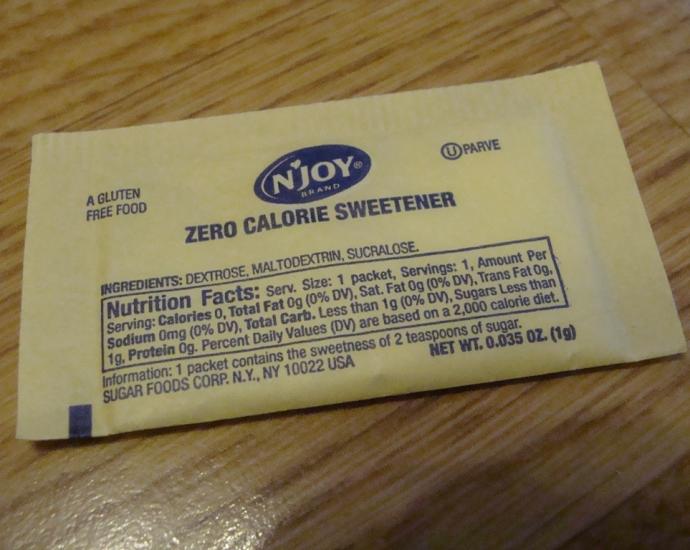 A GLUTEN
FREE FOOD
N'JOY®
BRAND
U PARVE
ZERO CALORIE SWEETENER
INGREDIENTS: DEXTROSE, MALTODEXTRIN, SUCRALOSE.
Nutrition Facts: Serv. Size: 1 packet, Servings: 1, Amount Per
Serving: Calories 0, Total Fat 0g (0% DV), Sat. Fat 0g (0% DV), Trans Fat 0g,
Sodium 0mg (0% DV), Total Carb. Less than 1g (0% DV), Sugars Less than
1g, Protein 0g. Percent Daily Values (DV) are based on a 2,000 calorie diet.
Information: 1 packet contains the sweetness of 2 teaspoons of sugar.
SUGAR FOODS CORP. N.Y., NY 10022 USA
NET WT. 0.035 OZ. (1g)